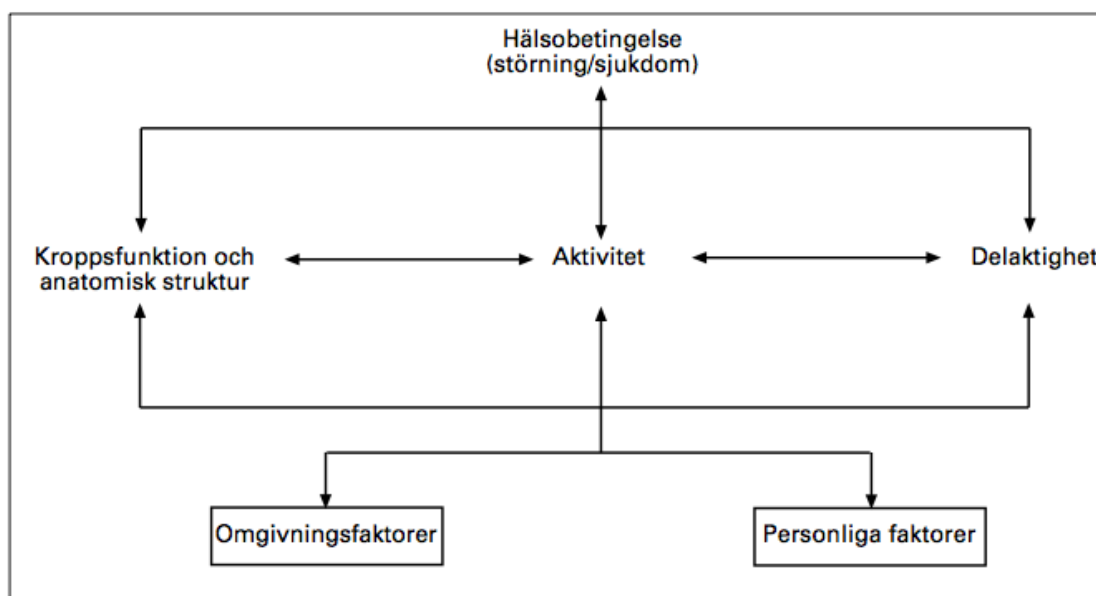 Hälsobetingelse
(störning/sjukdom)
Kroppsfunktion och
anatomisk struktur
Aktivitet
Delaktighet
Omgivningsfaktorer
Personliga faktorer